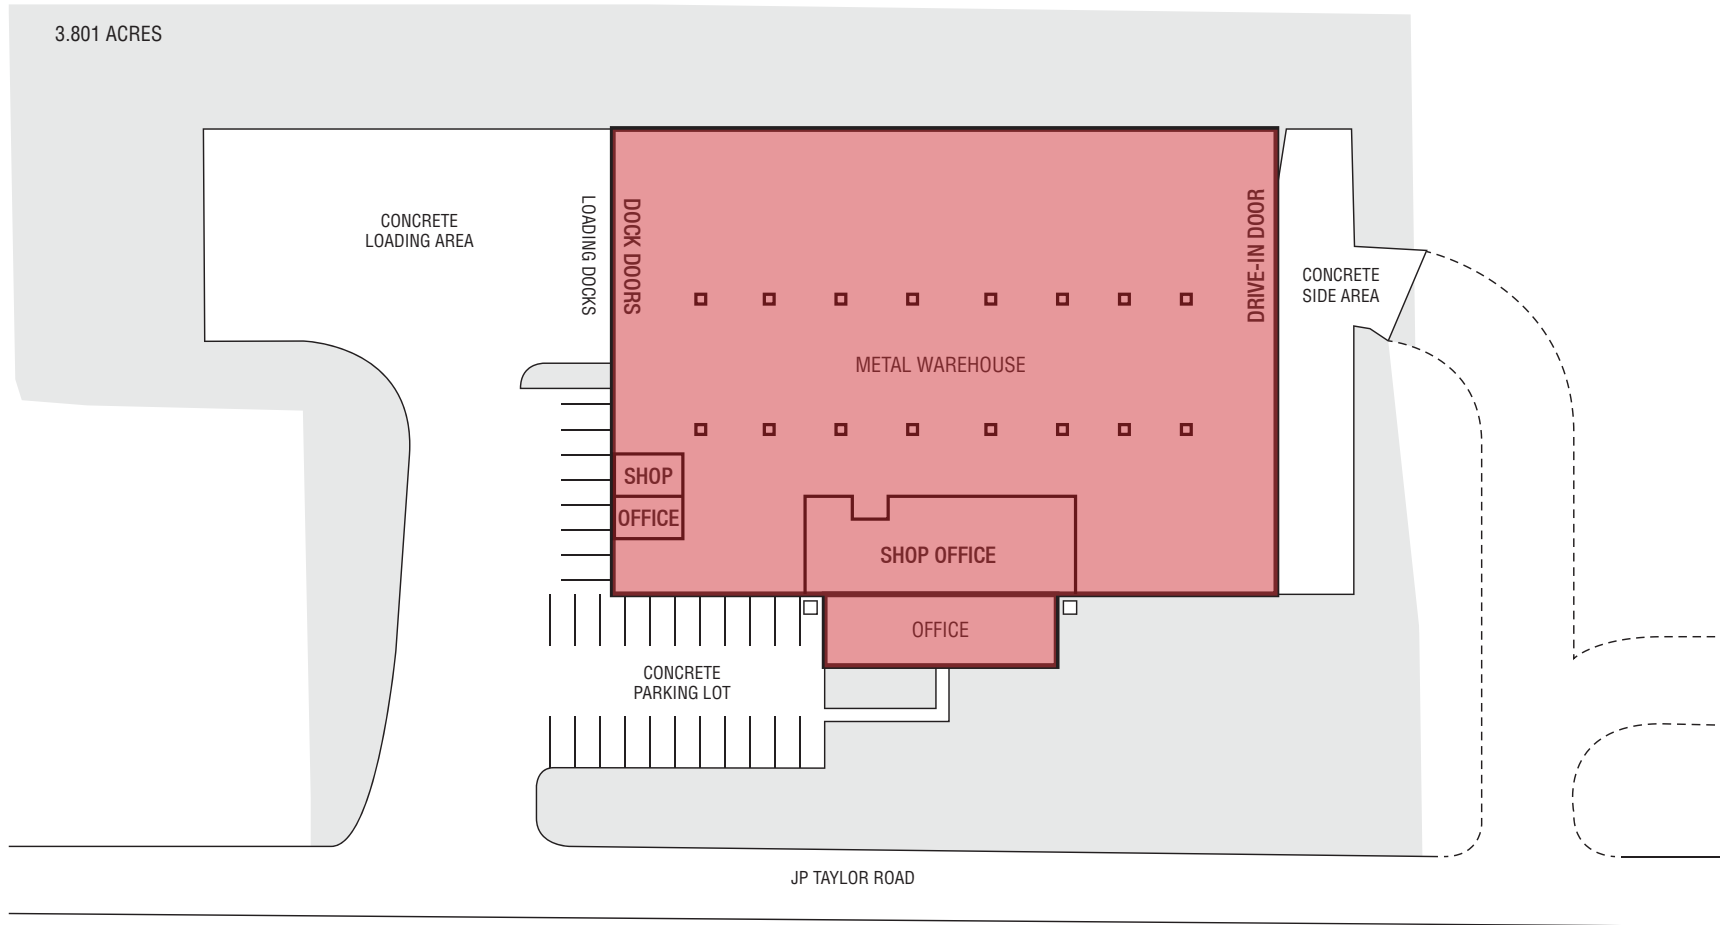 3.801 ACRES
CONCRETE
LOADING AREA
LOADING DOCKS
DOCK DOORS
DRIVE-IN DOOR
CONCRETE
SIDE AREA
METAL WAREHOUSE
SHOP
OFFICE
SHOP OFFICE
OFFICE
CONCRETE
PARKING LOT
JP TAYLOR ROAD